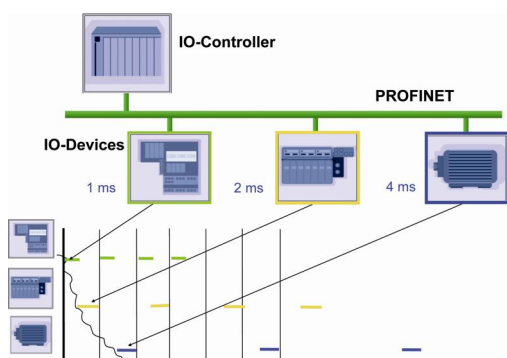 IO-Controller
PROFINET
IO-Devices
1 ms
2 ms
4 ms